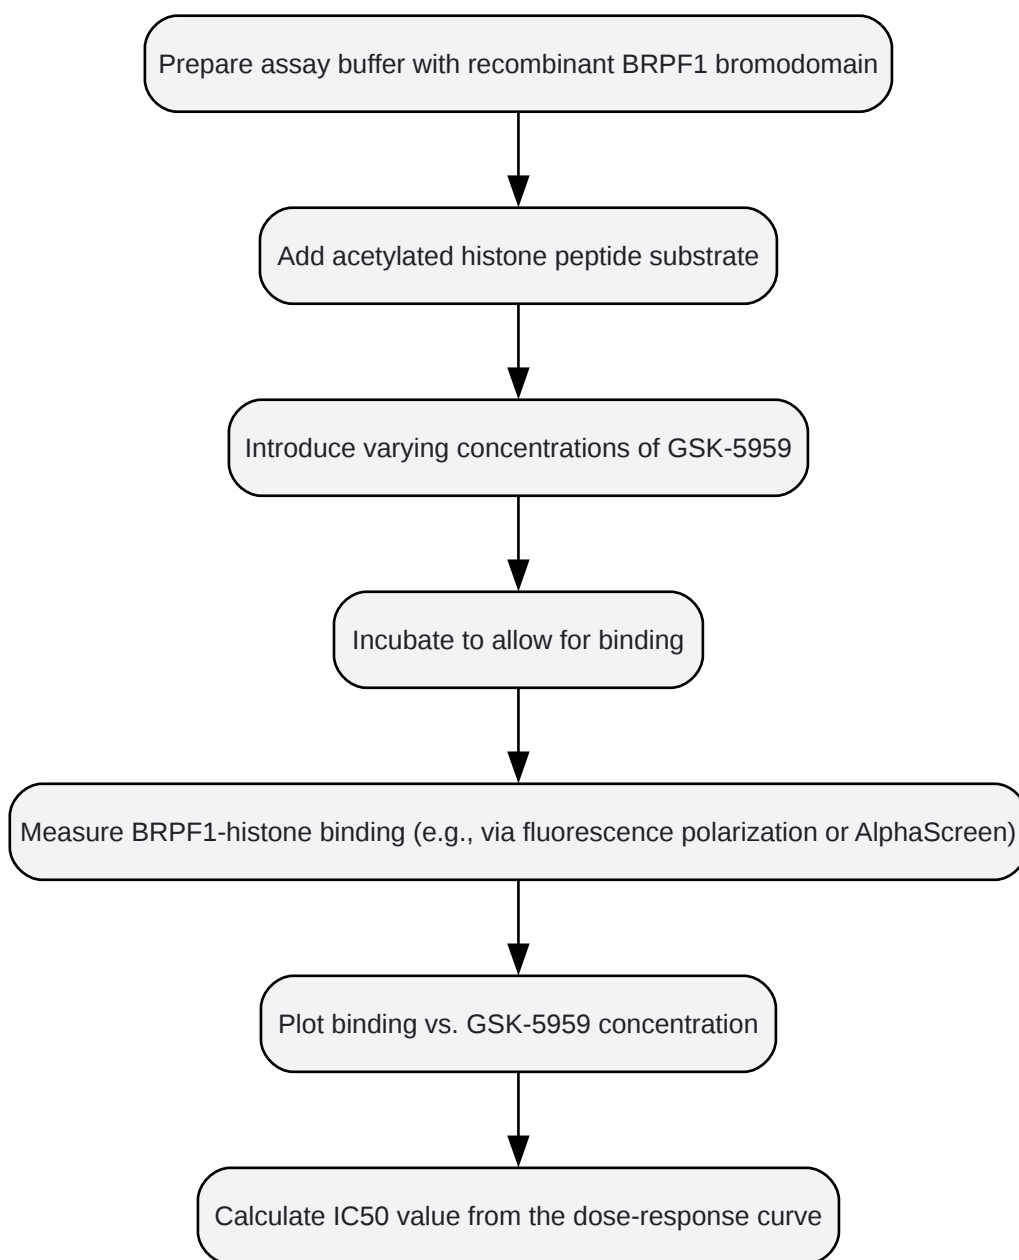 Prepare assay buffer with recombinant BRPF1 bromodomain
Add acetylated histone peptide substrate
Introduce varying concentrations of GSK-5959
Incubate to allow for binding
Measure BRPF1-histone binding (e.g., via fluorescence polarization or AlphaScreen)
Plot binding vs. GSK-5959 concentration
Calculate IC50 value from the dose-response curve